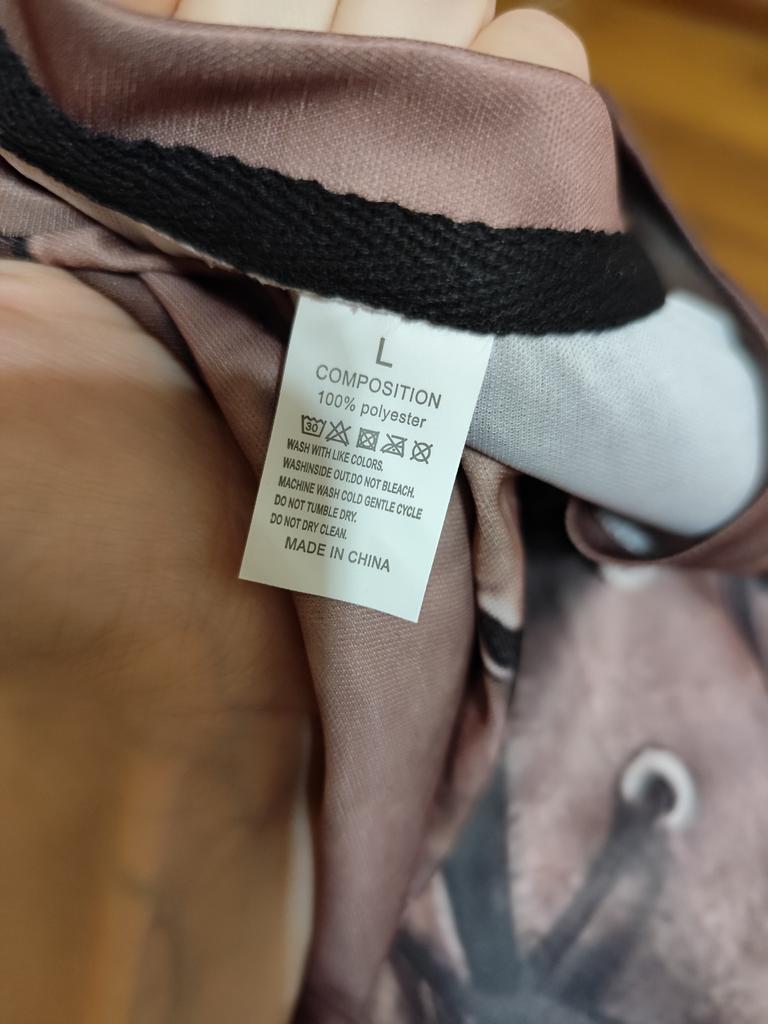 L
COMPOSITION
100% polyester
30
WASH WITH LIKE COLORS.
WASHINSIDE OUT.DO NOT BLEACH.
MACHINE WASH COLD GENTLE CYCLE
DO NOT TUMBLE DRY.
DO NOT DRY CLEAN.
MADE IN CHINA